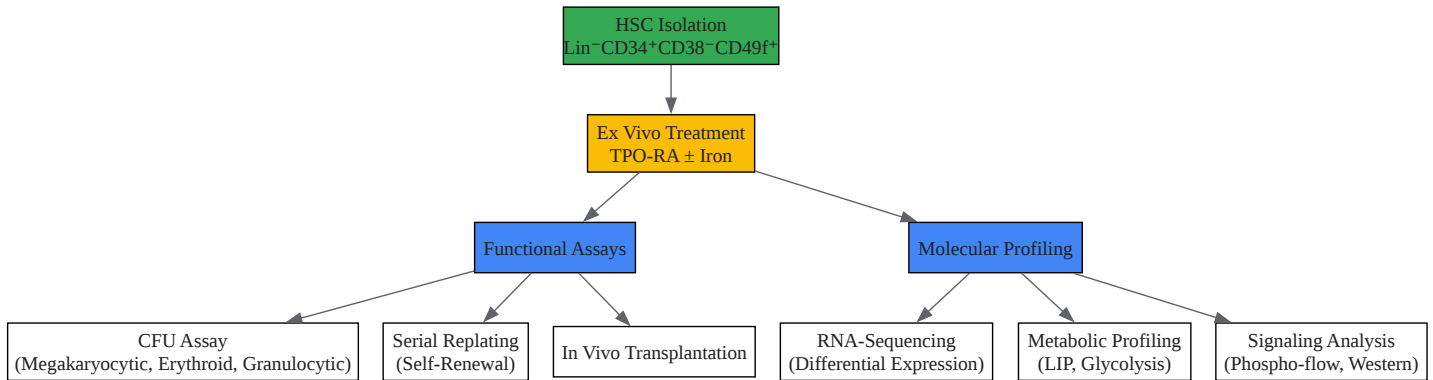 HSC Isolation
Lin⁻CD34⁺CD38⁻CD49f⁺
Ex Vivo Treatment
TPO-RA ± Iron
Functional Assays
Molecular Profiling
CFU Assay
(Megakaryocytic, Erythroid, Granulocytic)
Serial Replating
(Self-Renewal)
In Vivo Transplantation
RNA-Sequencing
(Differential Expression)
Metabolic Profiling
(LIP, Glycolysis)
Signaling Analysis
(Phospho-flow, Western)